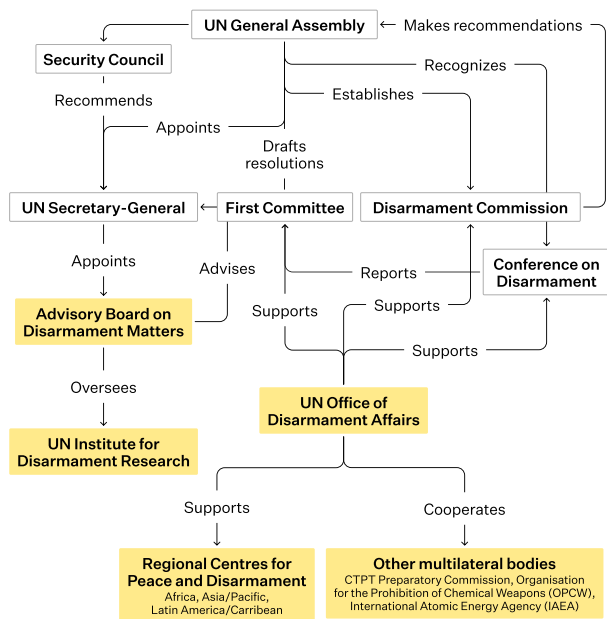 UN General Assembly
Makes recommendations
Security Council
Recognizes
Recommends
Establishes
Appoints
Drafts
resolutions
UN Secretary-General
First Committee
Disarmament Commission
Appoints
Advises
Reports
Conference on
Disarmament
Supports
Supports
Supports
Advisory Board on
Disarmament Matters
Oversees
UN Office of
Disarmament Affairs
UN Institute for
Disarmament Research
Supports
Cooperates
Regional Centres for
Peace and Disarmament
Africa, Asia/Pacific,
Latin America/Carribean
Other multilateral bodies
CTPT Preparatory Commission, Organisation
for the Prohibition of Chemical Weapons (OPCW),
International Atomic Energy Agency (IAEA)